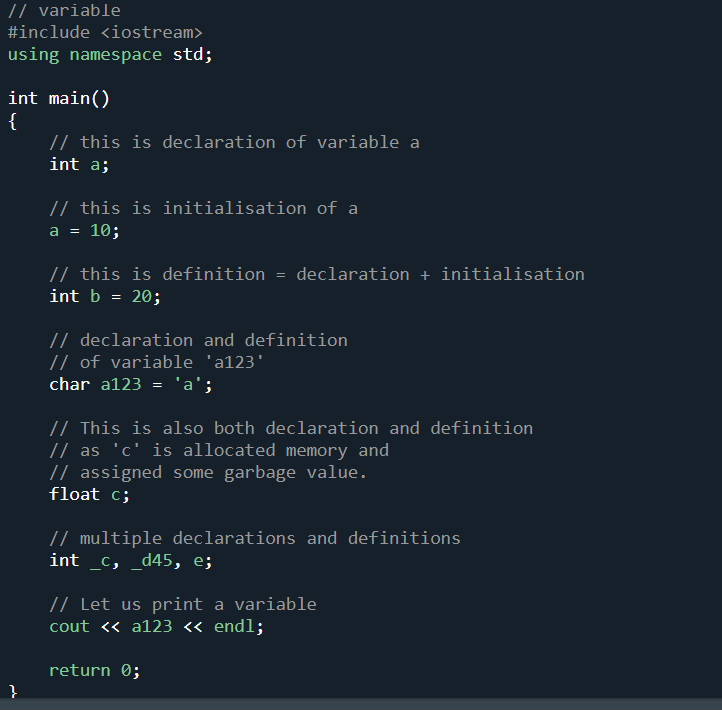 // variable
#include <iostream>
using namespace std;

int main()
{
    // this is declaration of variable a
    int a;

    // this is initialisation of a
    a = 10;

    // this is definition = declaration + initialisation
    int b = 20;

    // declaration and definition
    // of variable 'a123'
    char a123 = 'a';

    // This is also both declaration and definition
    // as 'c' is allocated memory and
    // assigned some garbage value.
    float c;

    // multiple declarations and definitions
    int _c, _d45, e;

    // Let us print a variable
    cout << a123 << endl;

    return 0;
}